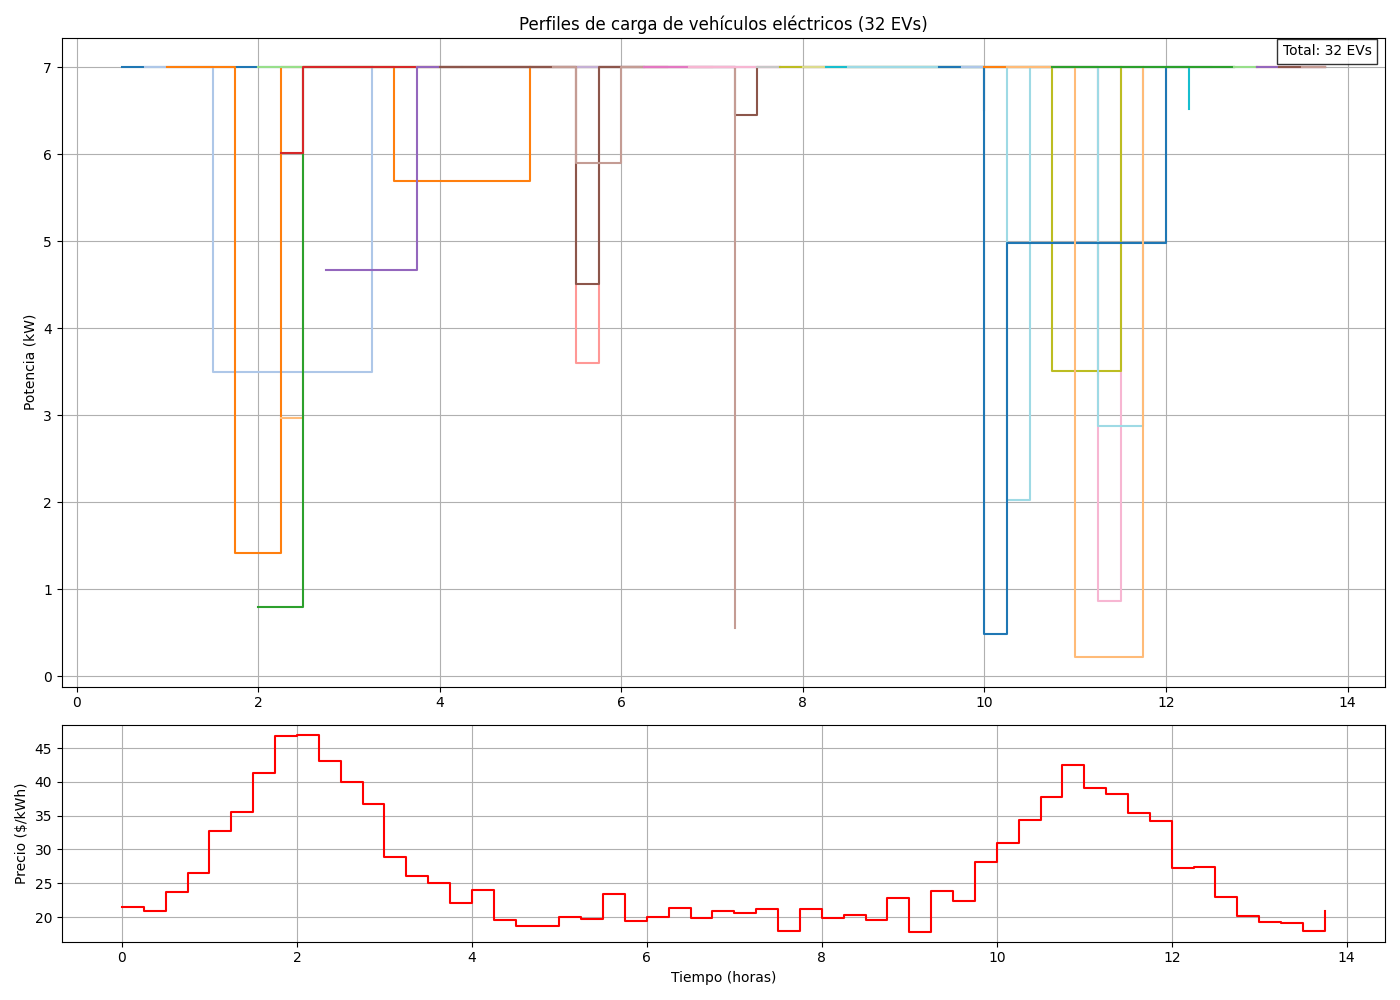 Perfiles de carga de vehículos eléctricos (32 EVs)
Total: 32 EVs
7
6
5
4
3
2
1
0
Potencia (kW)
0 2 4 6 8 10 12 14
45
40
35
30
25
20
Precio ($/kWh)
0 2 4 6 8 10 12 14
Tiempo (horas)